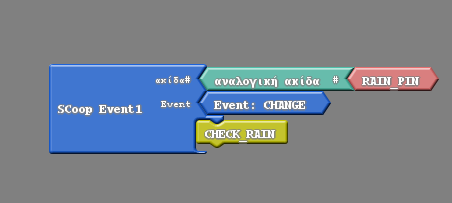 ακίδα#
αναλογική ακίδα #
RAIN_PIN
SCoop Event1
Event
Event: CHANGE
CHECK_RAIN